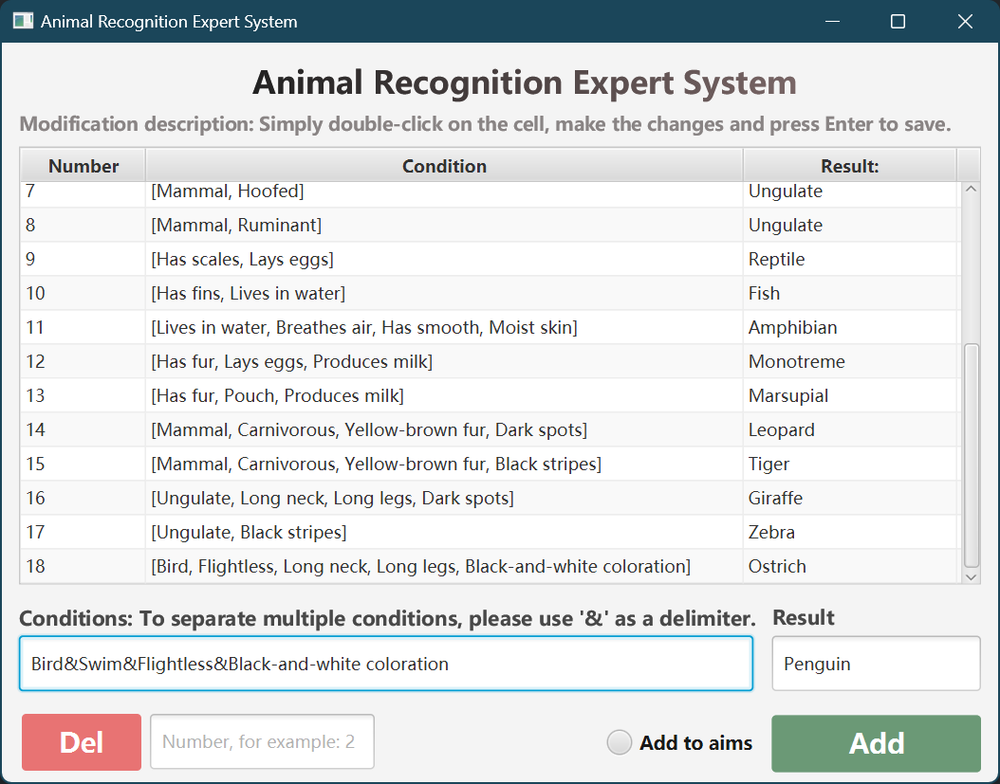 Animal Recognition Expert System
Animal Recognition Expert System
Modification description: Simply double-click on the cell, make the changes and press Enter to save.
Number Condition Result:
7 [Mammal, Hoofed] Ungulate
8 [Mammal, Ruminant] Ungulate
9 [Has scales, Lays eggs] Reptile
10 [Has fins, Lives in water] Fish
11 [Lives in water, Breathes air, Has smooth, Moist skin] Amphibian
12 [Has fur, Lays eggs, Produces milk] Monotreme
13 [Has fur, Pouch, Produces milk] Marsupial
14 [Mammal, Carnivorous, Yellow-brown fur, Dark spots] Leopard
15 [Mammal, Carnivorous, Yellow-brown fur, Black stripes] Tiger
16 [Ungulate, Long neck, Long legs, Dark spots] Giraffe
17 [Ungulate, Black stripes] Zebra
18 [Bird, Flightless, Long neck, Long legs, Black-and-white coloration] Ostrich
Conditions: To separate multiple conditions, please use '&' as a delimiter. Result
Bird&Swim&Flightless&Black-and-white coloration Penguin
Del Number, for example: 2 Add to aims Add